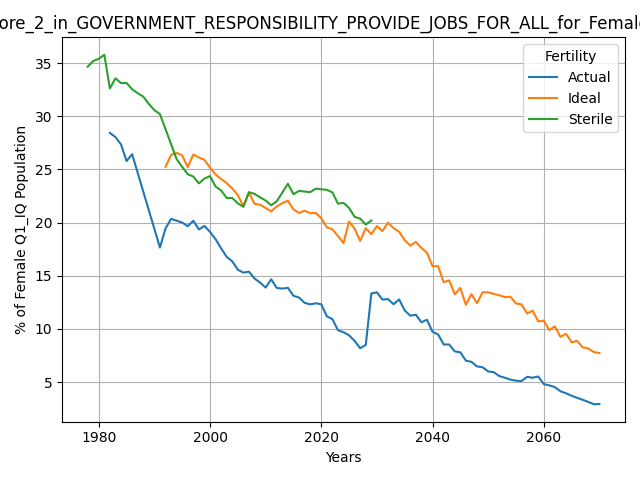 ore_2_in_GOVERNMENT_RESPONSIBILITY_PROVIDE_JOBS_FOR_ALL_for_Female
Fertility
Actual
Ideal
Sterile
% of Female Q1_IQ Population
35
30
25
20
15
10
5
1980 2000 2020 2040 2060
Years